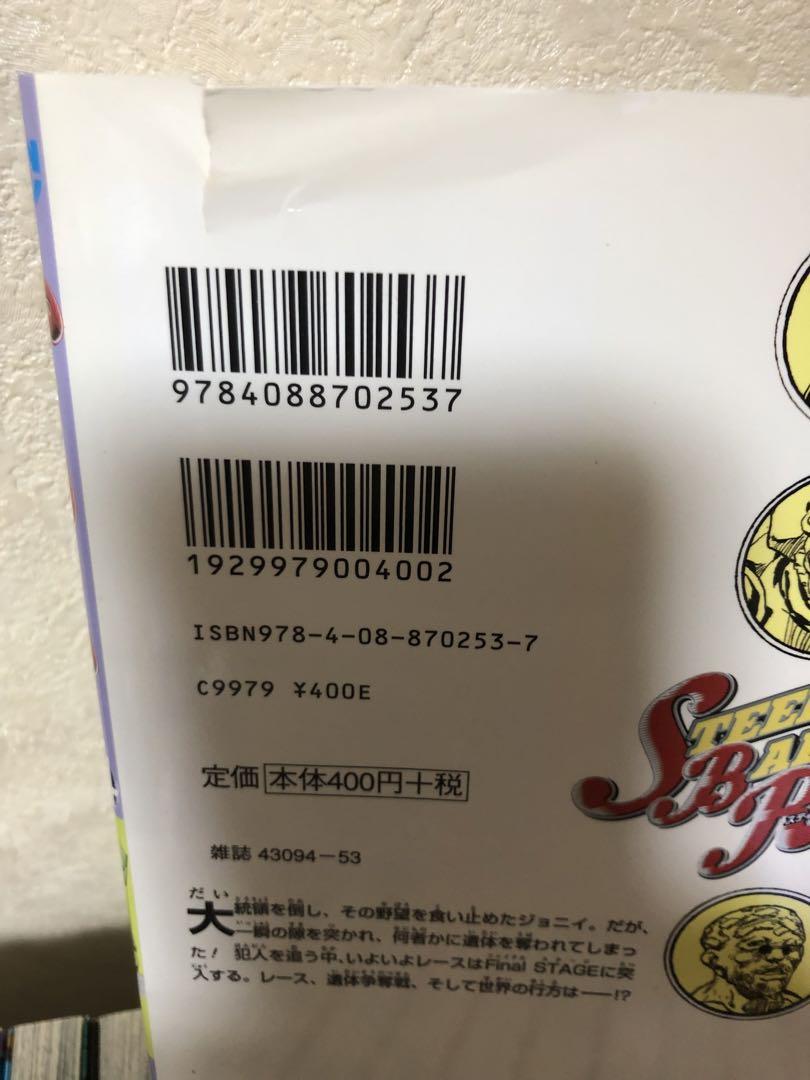 9784088702537
1929979004002
ISBN978-4-08-870253-7
C9979 ¥400E
定価 本体400円+税
雑誌 43094-53
STEE
BA
R
大統領を倒し、その野望を食い止めたジョニィ。だが、
一瞬の隙を突かれ、何者かに遺体を奪われてしまっ
た! 犯人を追う中、いよいよレースはFinal STAGEに突
入する。レース、遺体争奪戦、そして世界の行方は——!?